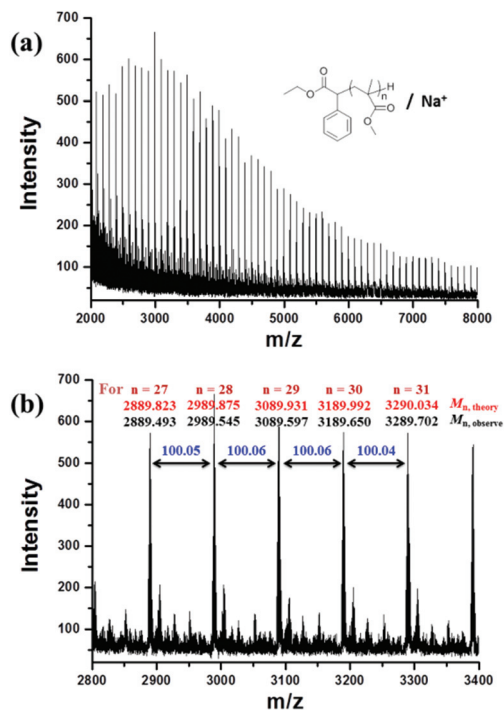 (a)
700
600
500
400
300
200
100
Intensity
O
O
n
H
O
O
/ Na⁺
2000 3000 4000 5000 6000 7000 8000
m/z
(b)
For n = 27 n = 28 n = 29 n = 30 n = 31
2889.823 2989.875 3089.931 3189.992 3290.034 Mn, theory
2889.493 2989.545 3089.597 3189.650 3289.702 Mn, observe
100.05 100.06 100.06 100.04
700
600
500
400
300
200
100
Intensity
2800 2900 3000 3100 3200 3300 3400
m/z